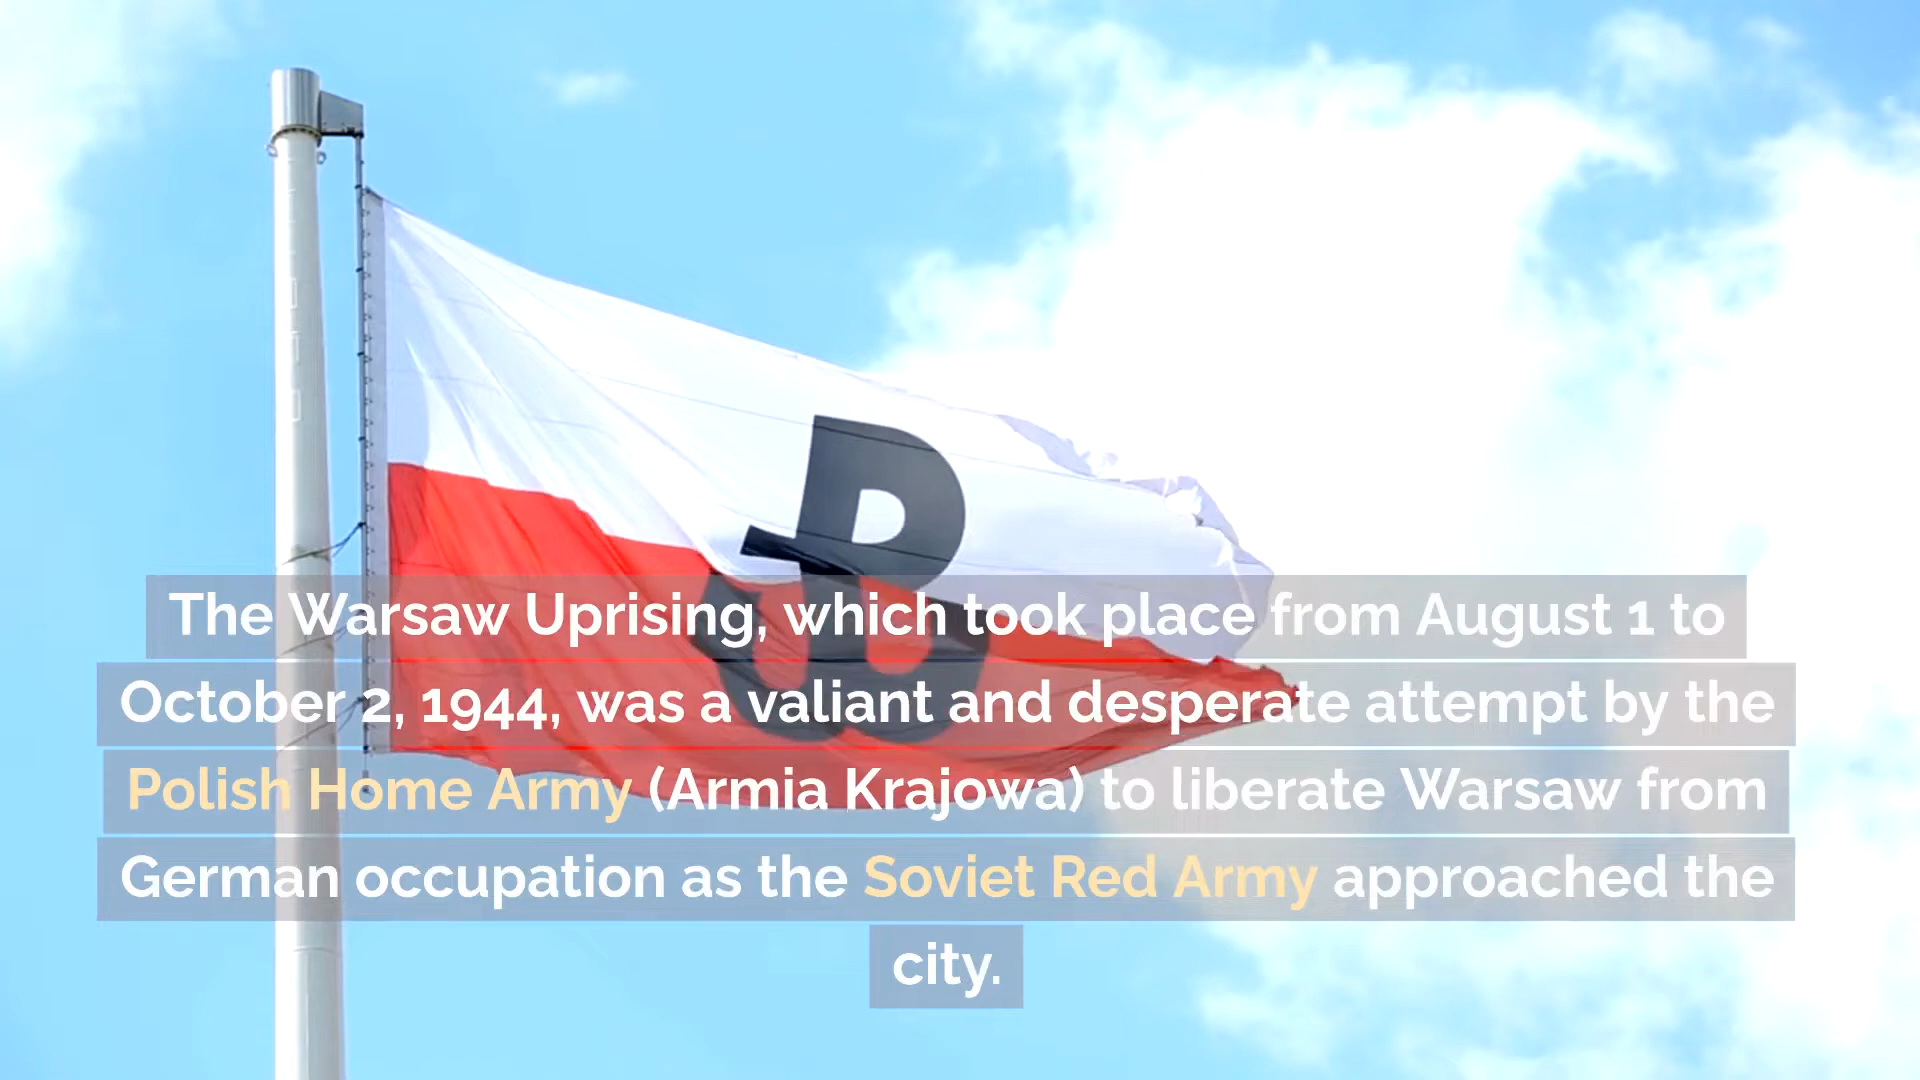 The Warsaw Uprising, which took place from August 1 to
October 2, 1944, was a valiant and desperate attempt by the
Polish Home Army (Armia Krajowa) to liberate Warsaw from
German occupation as the Soviet Red Army approached the
city.